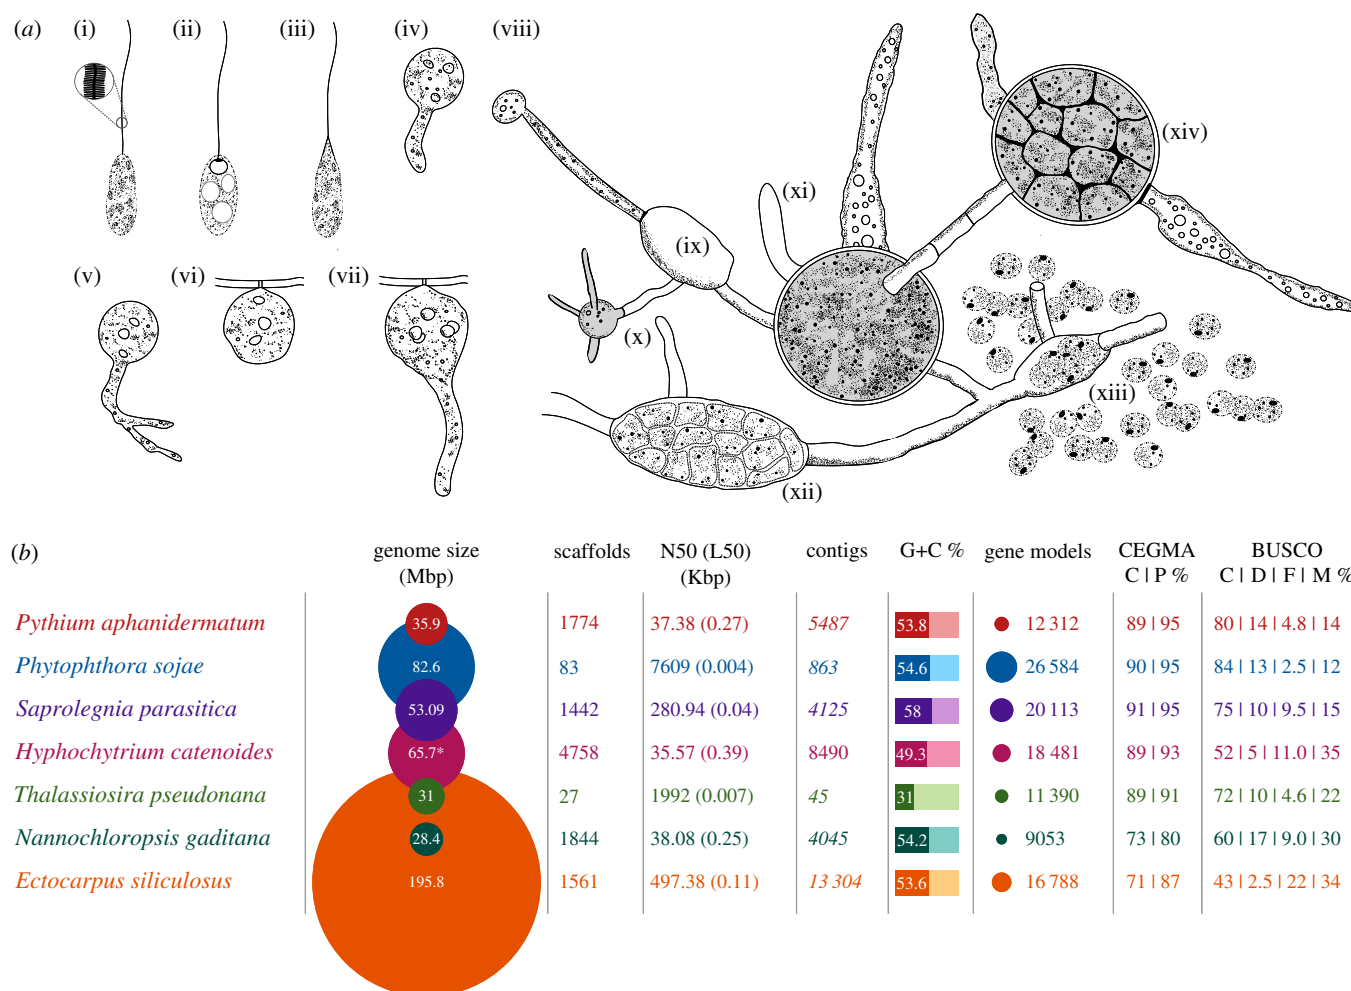 (a) (i) (ii) (iii) (iv) (viii)
(xiv)
(xi)
(ix)
(v) (vi) (vii)
(x)
(xiii)
(xii)
(b) genome size scaffolds N50 (L50) contigs G+C % gene models CEGMA BUSCO
(Mbp) (Kbp) C | P % C | D | F | M %
Pythium aphanidermatum 35.9 1774 37.38 (0.27) 5487 53.8 12 312 89 | 95 80 | 14 | 4.8 | 14
Phytophthora sojae 82.6 83 7609 (0.004) 863 54.6 26 584 90 | 95 84 | 13 | 2.5 | 12
Saprolegnia parasitica 53.09 1442 280.94 (0.04) 4125 58 20 113 91 | 95 75 | 10 | 9.5 | 15
Hyphochytrium catenoides 65.7* 4758 35.57 (0.39) 8490 49.3 18 481 89 | 93 52 | 5 | 11.0 | 35
Thalassiosira pseudonana 31 27 1992 (0.007) 45 31 11 390 89 | 91 72 | 10 | 4.6 | 22
Nannochloropsis gaditana 28.4 1844 38.08 (0.25) 4045 54.2 9053 73 | 80 60 | 17 | 9.0 | 30
Ectocarpus siliculosus 195.8 1561 497.38 (0.11) 13 304 53.6 16 788 71 | 87 43 | 2.5 | 22 | 34